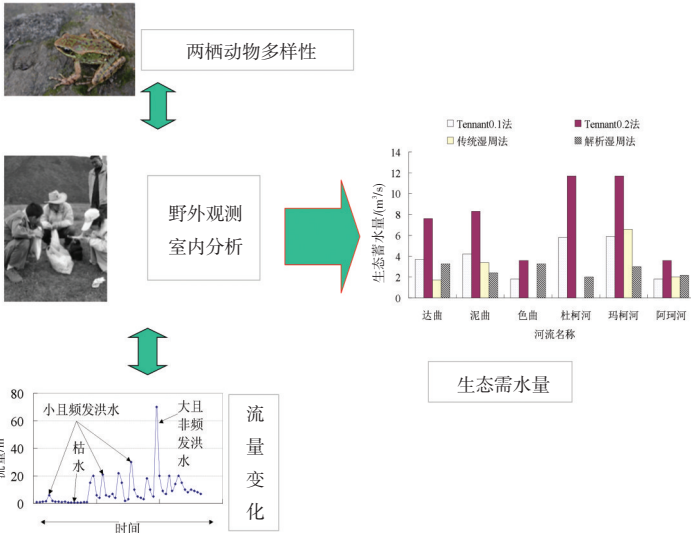 两栖动物多样性
野外观测
室内分析
Tennant0.1法
Tennant0.2法
传统湿周法
解析湿周法
生态蓄水量/(m³/s)
14
12
10
8
6
4
2
0
达曲 泥曲 色曲 杜柯河 玛柯河 阿珂河
河流名称
生态需水量
80
60
40
20
0
小且频发洪水
枯
水
大且
非频
发洪
水
时间
流
量
变
化